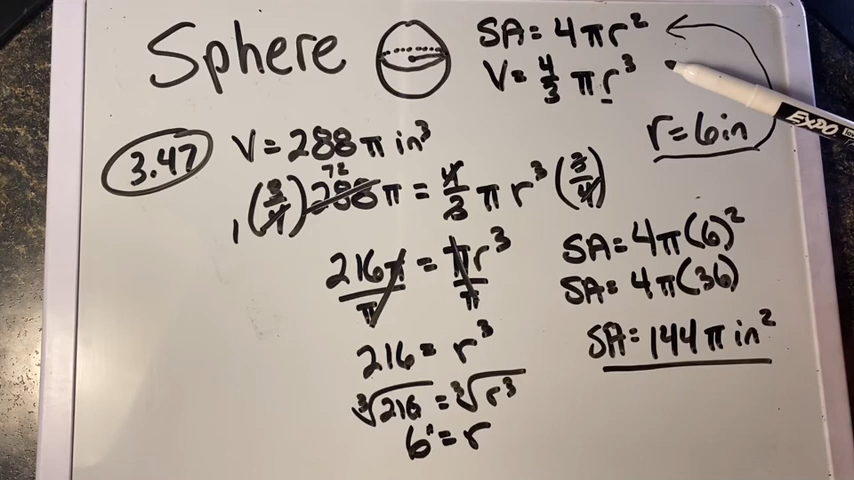 Sphere
SA = 4πr²
V = 4/3 πr³
r = 6in
EXPO
3.47
V = 288π in³
72
1 (3/4) 288π = 4/3 π r³ (3/4)
216π/π = πr³/π
216 = r³
∛216 = ∛r³
6" = r
SA = 4π(6)²
SA = 4π(36)
SA = 144π in²